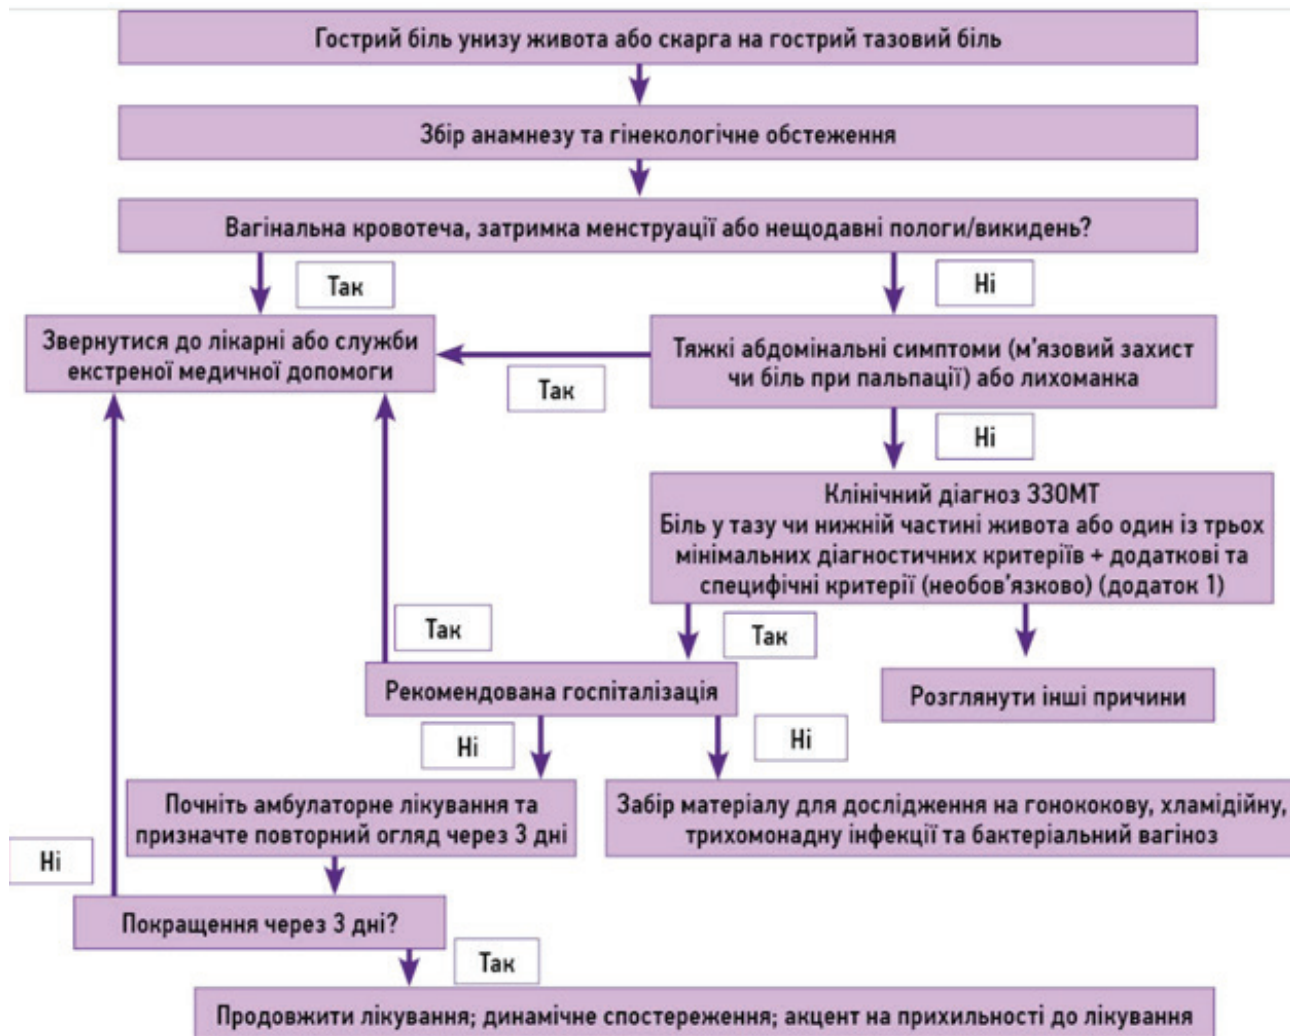 Гострий біль унизу живота або скарга на гострий тазовий біль
Збір анамнезу та гінекологічне обстеження
Вагінальна кровотеча, затримка менструації або нещодавні пологи/викидень?
Так
Ні
Звернутися до лікарні або служби
екстреної медичної допомоги
Тяжкі абдомінальні симптоми (м’язовий захист
чи біль при пальпації) або лихоманка
Так
Ні
Клінічний діагноз ЗЗОМТ
Біль у тазу чи нижній частині живота або один із трьох
мінімальних діагностичних критеріїв + додаткові та
специфічні критерії (необов’язково) (додаток 1)
Так
Так
Рекомендована госпіталізація
Розглянути інші причини
Ні
Ні
Почніть амбулаторне лікування та
призначте повторний огляд через 3 дні
Забір матеріалу для дослідження на гонококову, хламідійну,
трихомонадну інфекції та бактеріальний вагіноз
Ні
Покращення через 3 дні?
Так
Продовжити лікування; динамічне спостереження; акцент на прихильності до лікування